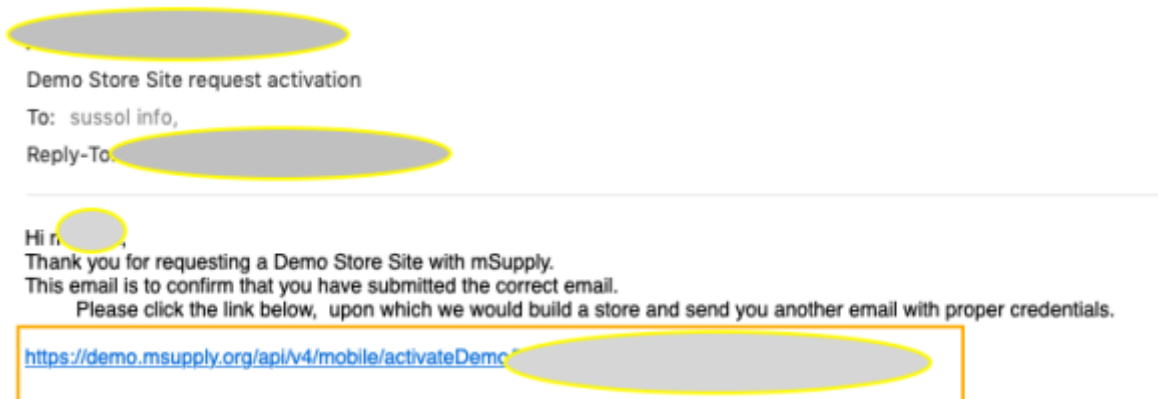 Demo Store Site request activation
To: sussol info,
Reply-To:
Hi
Thank you for requesting a Demo Store Site with mSupply.
This email is to confirm that you have submitted the correct email.
Please click the link below, upon which we would build a store and send you another email with proper credentials.
https://demo.msupply.org/api/v4/mobile/activateDemo